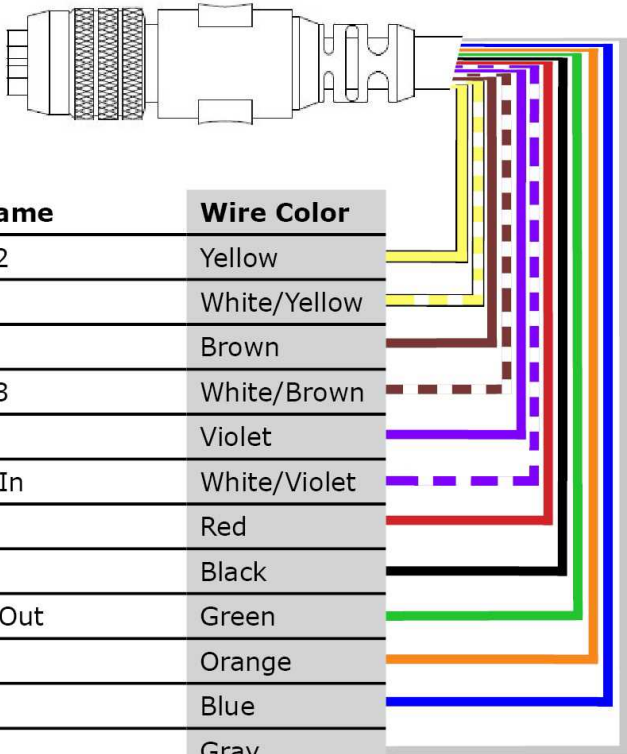 ame Wire Color
2 Yellow
White/Yellow
Brown
3 White/Brown
Violet
In White/Violet
Red
Black
Out Green
Orange
Blue
Gray